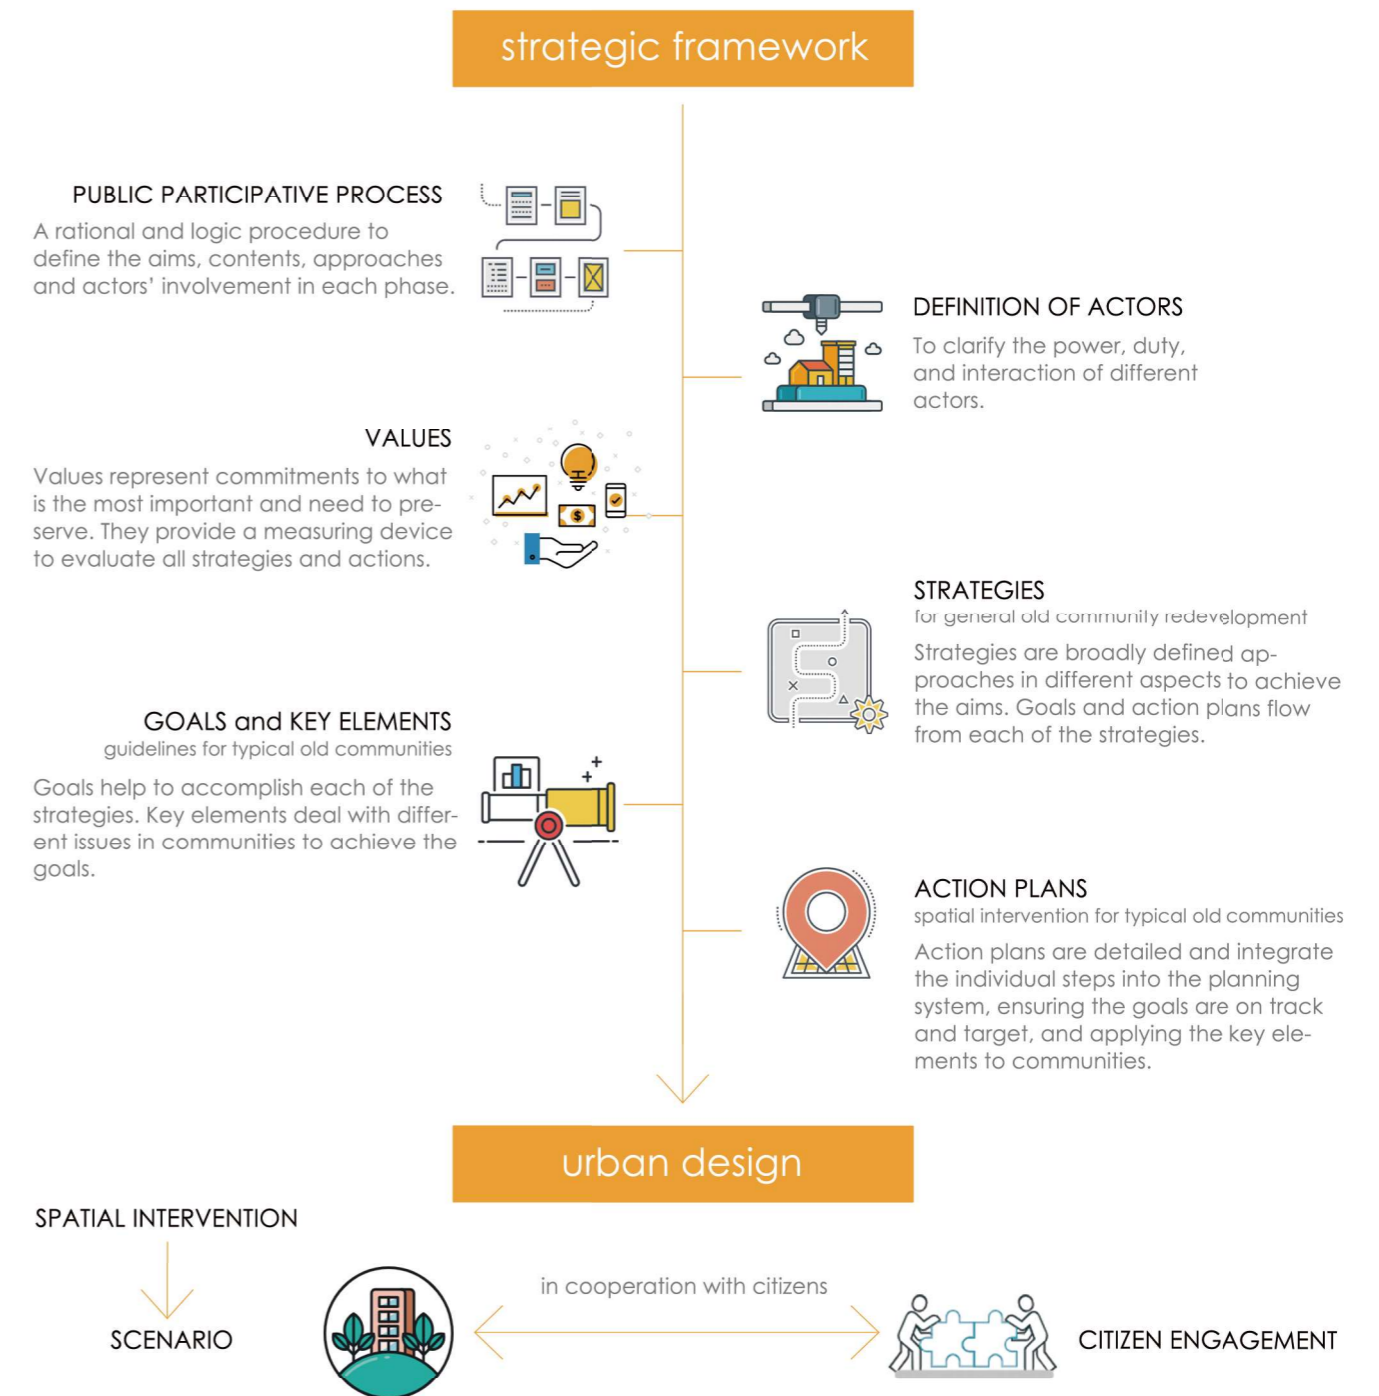 strategic framework
PUBLIC PARTICIPATIVE PROCESS
A rational and logic procedure to
define the aims, contents, approaches
and actors' involvement in each phase.
DEFINITION OF ACTORS
To clarify the power, duty,
and interaction of different
actors.
VALUES
Values represent commitments to what
is the most important and need to pre-
serve. They provide a measuring device
to evaluate all strategies and actions.
$
STRATEGIES
for general old community redevelopment
Strategies are broadly defined ap-
proaches in different aspects to achieve
the aims. Goals and action plans flow
from each of the strategies.
GOALS and KEY ELEMENTS
guidelines for typical old communities
Goals help to accomplish each of the
strategies. Key elements deal with differ-
ent issues in communities to achieve the
goals.
ACTION PLANS
spatial intervention for typical old communities
Action plans are detailed and integrate
the individual steps into the planning
system, ensuring the goals are on track
and target, and applying the key ele-
ments to communities.
urban design
SPATIAL INTERVENTION
SCENARIO
in cooperation with citizens
CITIZEN ENGAGEMENT